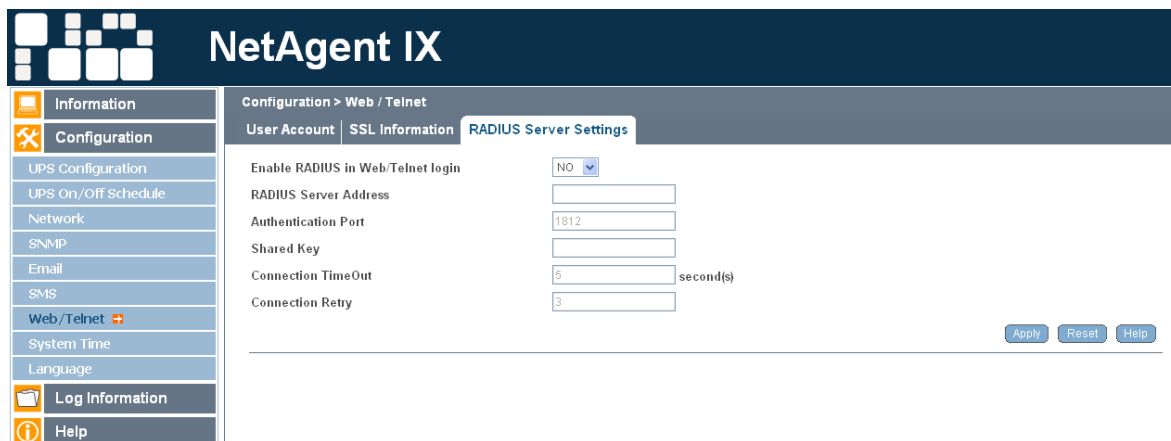 NetAgent IX
Information
Configuration
UPS Configuration
UPS On/Off Schedule
Network
SNMP
Email
SMS
Web/Telnet
System Time
Language
Log Information
Help
Configuration > Web / Telnet
User Account SSL Information RADIUS Server Settings
Enable RADIUS in Web/Telnet login NO
RADIUS Server Address
Authentication Port 1812
Shared Key
Connection TimeOut 5 second(s)
Connection Retry 3
Apply Reset Help